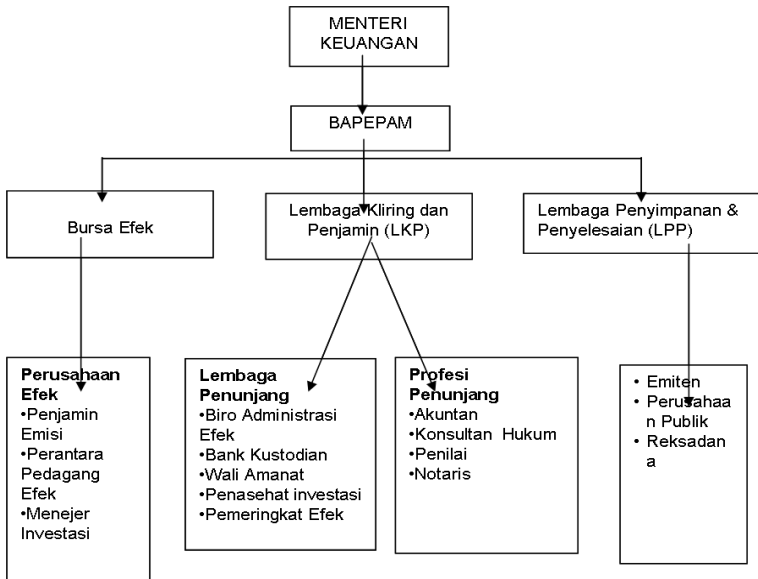 MENTERI
KEUANGAN
BAPEPAM
Bursa Efek
Lembaga Kliring dan
Penjamin (LKP)
Lembaga Penyimpanan &
Penyelesaian (LPP)
Perusahaan
Efek
•Penjamin
Emisi
•Perantara
Pedagang
Efek
•Menejer
Investasi
Lembaga
Penunjang
•Biro Administrasi
Efek
•Bank Kustodian
•Wali Amanat
•Penasehat investasi
•Pemeringkat Efek
Profesi
Penunjang
•Akuntan
•Konsultan Hukum
•Penilai
•Notaris
• Emiten
• Perusahaa
n Publik
• Reksadan
a